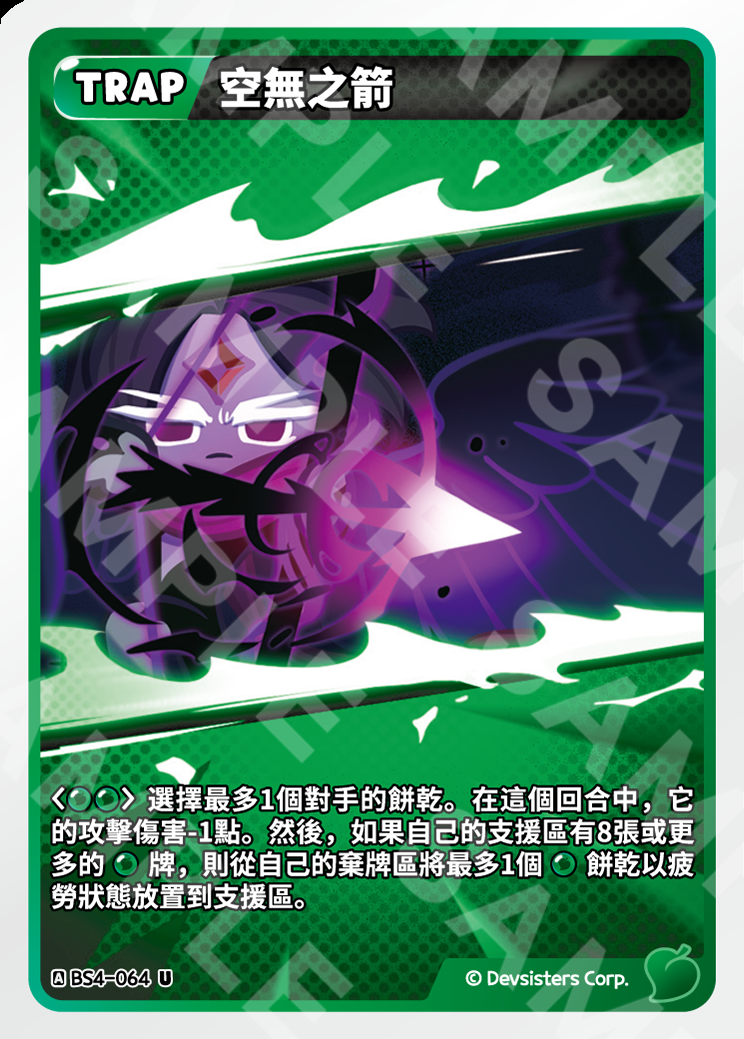 TRAP 空無之箭
〈●●〉選擇最多1個對手的餅乾。在這個回合中，它
的攻擊傷害-1點。然後，如果自己的支援區有8張或更
多的 ● 牌，則從自己的棄牌區將最多1個 ● 餅乾以疲
勞狀態放置到支援區。
A BS4-064 U
© Devsisters Corp.
SAMPLE